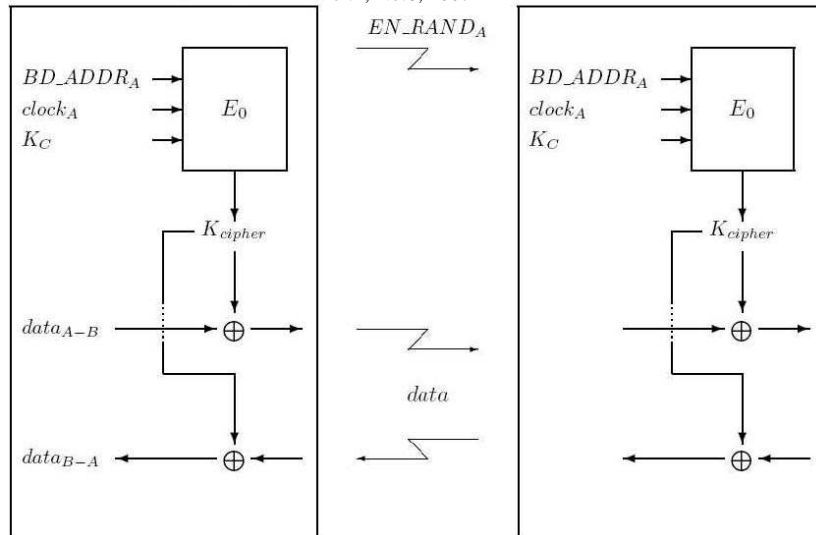 EN_RAND_A
BD_ADDR_A
clock_A
K_C
E_0
K_cipher
data_A−B
data_B−A
data
BD_ADDR_A
clock_A
K_C
E_0
K_cipher